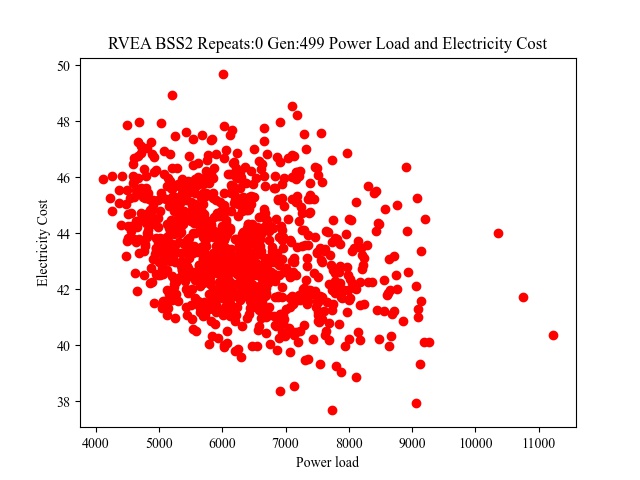 RVEA BSS2 Repeats:0 Gen:499 Power Load and Electricity Cost
50
48
46
44
42
40
38
Electricity Cost
4000 5000 6000 7000 8000 9000 10000 11000
Power load